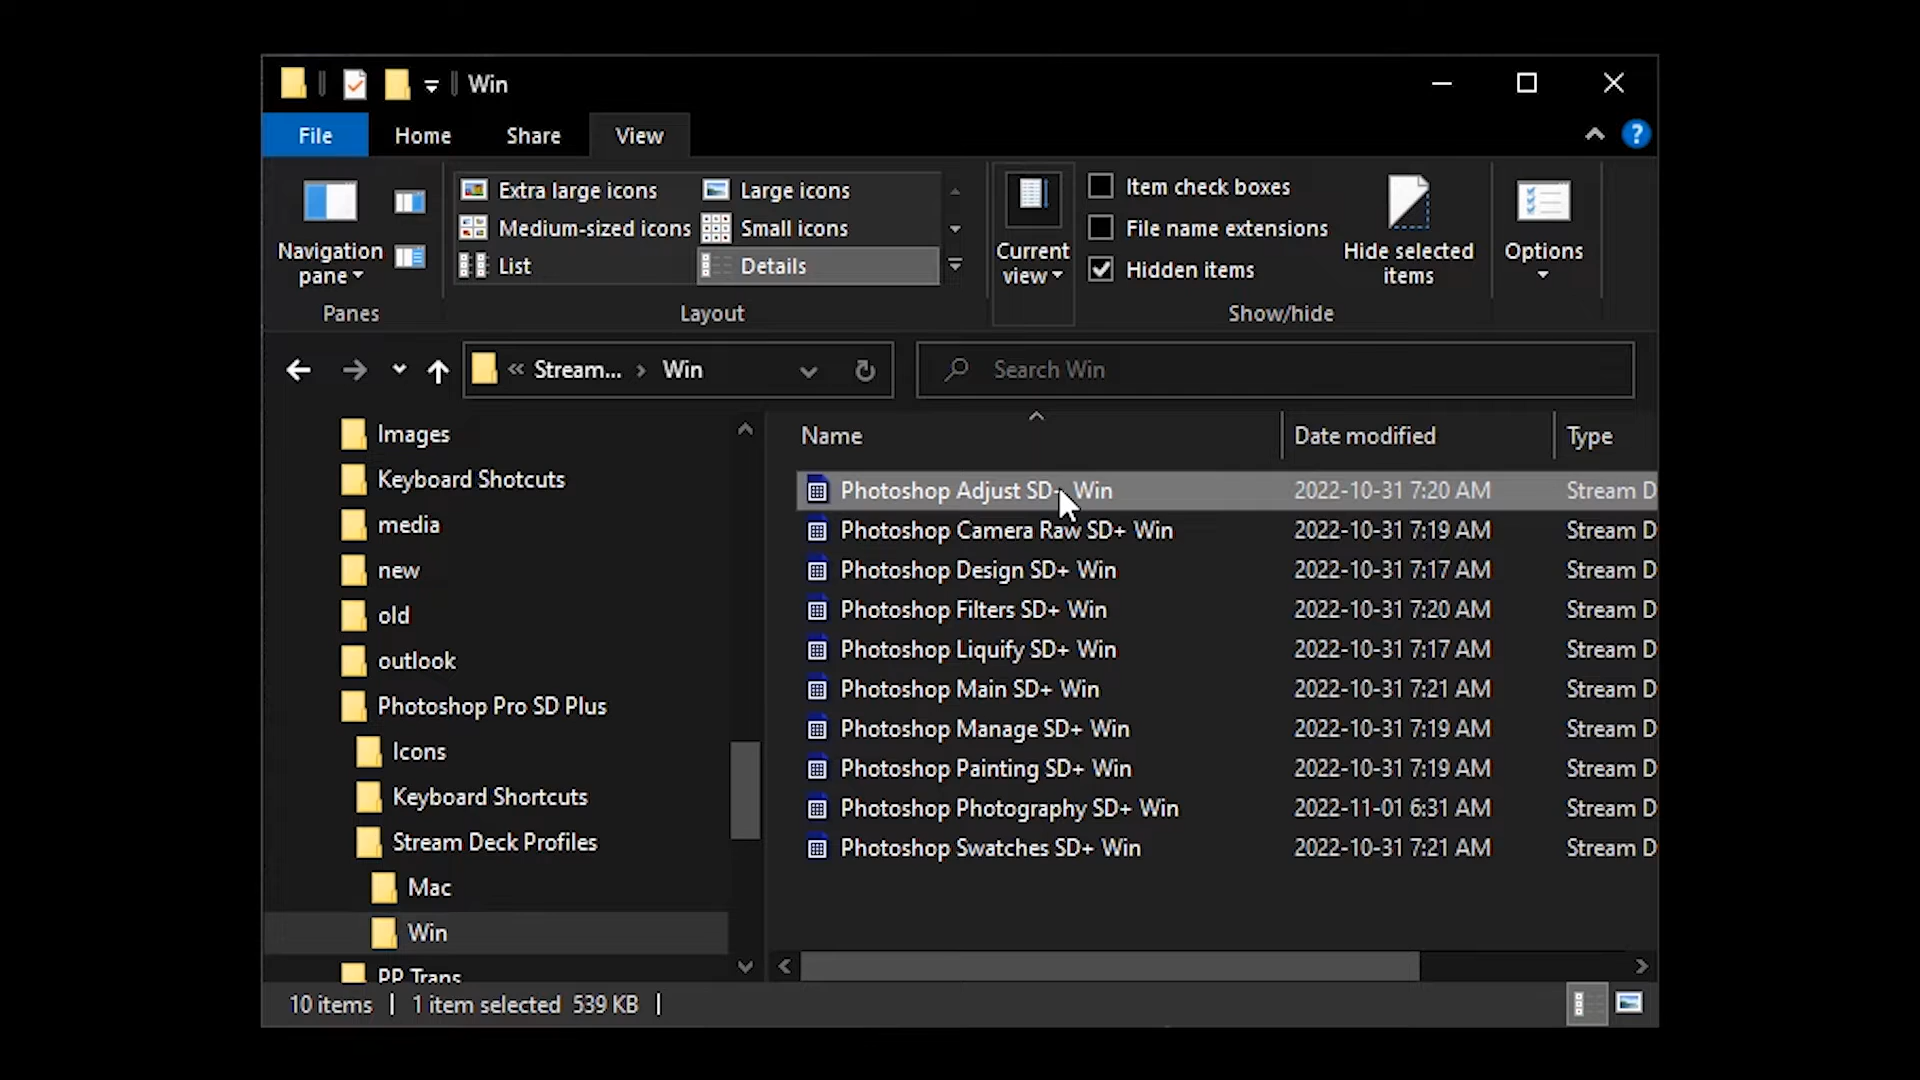 Win
File Home Share View
?
Extra large icons Large icons
Medium-sized icons Small icons
List Details
Navigation pane
Current view
Item check boxes
File name extensions
Hidden items
Hide selected items
Options
Panes Layout Show/hide
« Stream... › Win
Search Win
Images
Keyboard Shotcuts
media
new
old
outlook
Photoshop Pro SD Plus
Icons
Keyboard Shortcuts
Stream Deck Profiles
Mac
Win
PP Trans
Name Date modified Type
Photoshop Adjust SD+ Win 2022-10-31 7:20 AM Stream D
Photoshop Camera Raw SD+ Win 2022-10-31 7:19 AM Stream D
Photoshop Design SD+ Win 2022-10-31 7:17 AM Stream D
Photoshop Filters SD+ Win 2022-10-31 7:20 AM Stream D
Photoshop Liquify SD+ Win 2022-10-31 7:17 AM Stream D
Photoshop Main SD+ Win 2022-10-31 7:21 AM Stream D
Photoshop Manage SD+ Win 2022-10-31 7:19 AM Stream D
Photoshop Painting SD+ Win 2022-10-31 7:19 AM Stream D
Photoshop Photography SD+ Win 2022-11-01 6:31 AM Stream D
Photoshop Swatches SD+ Win 2022-10-31 7:21 AM Stream D
10 items | 1 item selected 539 KB |